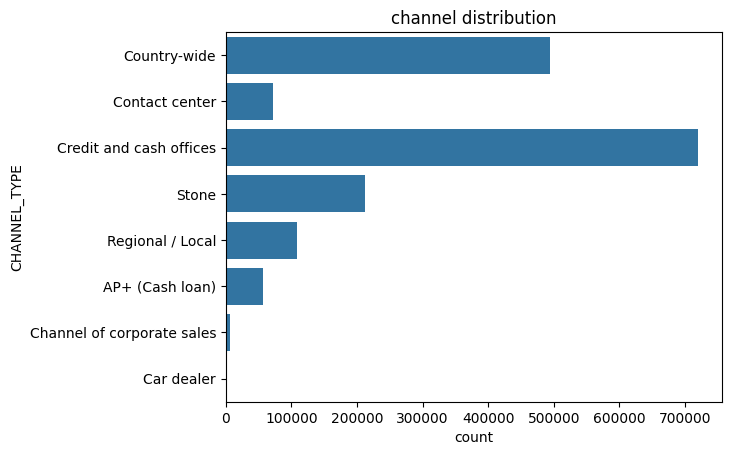 channel distribution
CHANNEL_TYPE
Country-wide
Contact center
Credit and cash offices
Stone
Regional / Local
AP+ (Cash loan)
Channel of corporate sales
Car dealer
0 100000 200000 300000 400000 500000 600000 700000
count